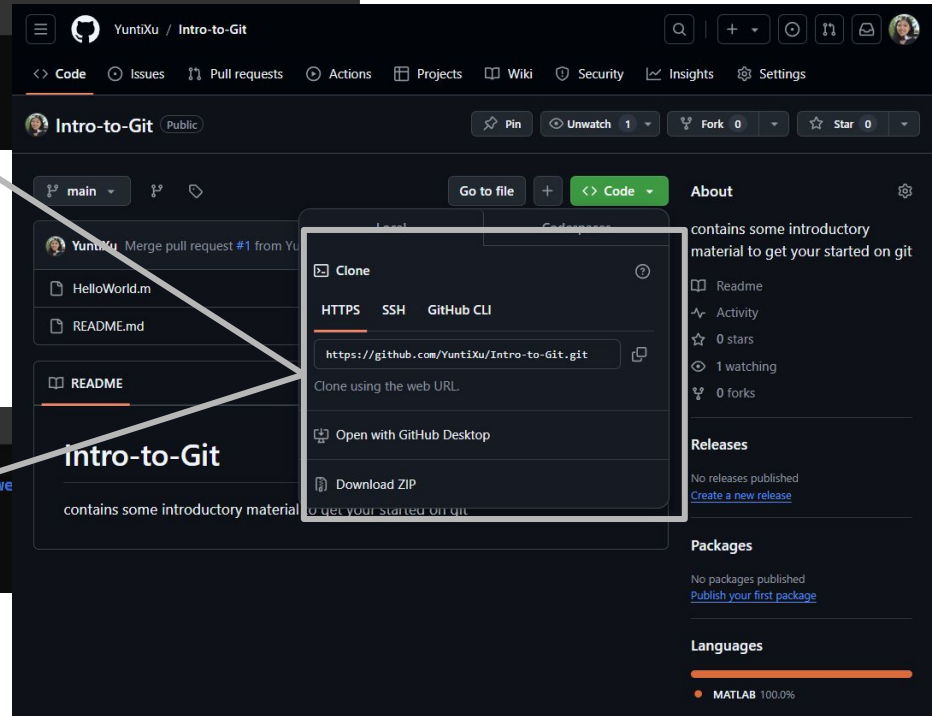 YuntiXu / Intro-to-Git
Code Issues Pull requests Actions Projects Wiki Security Insights Settings
Intro-to-Git Public
Pin Unwatch 1 Fork 0 Star 0
main Go to file + Code
Local Codespaces
YuntiXu Merge pull request #1 from Yu
HelloWorld.m
README.md
Clone
HTTPS SSH GitHub CLI
https://github.com/YuntiXu/Intro-to-Git.git
Clone using the web URL.
Open with GitHub Desktop
Download ZIP
README
Intro-to-Git
contains some introductory material to get your started on git
About
contains some introductory
material to get your started on git
Readme
Activity
0 stars
1 watching
0 forks
Releases
No releases published
Create a new release
Packages
No packages published
Publish your first package
Languages
MATLAB 100.0%